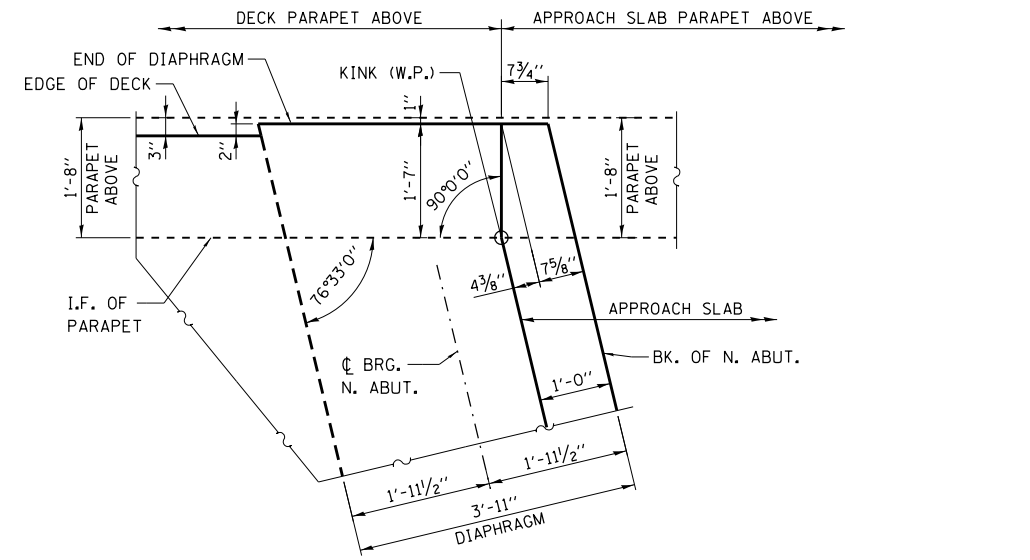 DECK PARAPET ABOVE
APPROACH SLAB PARAPET ABOVE
END OF DIAPHRAGM
EDGE OF DECK
KINK (W.P.)
7¾"
1"
3"
2"
1'-8"
PARAPET
ABOVE
1'-7"
90°0'0"
1'-8"
PARAPET
ABOVE
76°33'0"
4⅜"
7⅝"
I.F. OF
PARAPET
APPROACH SLAB
℄ BRG.
N. ABUT.
BK. OF N. ABUT.
1'-0"
1'-11½"
1'-11½"
3'-11"
DIAPHRAGM